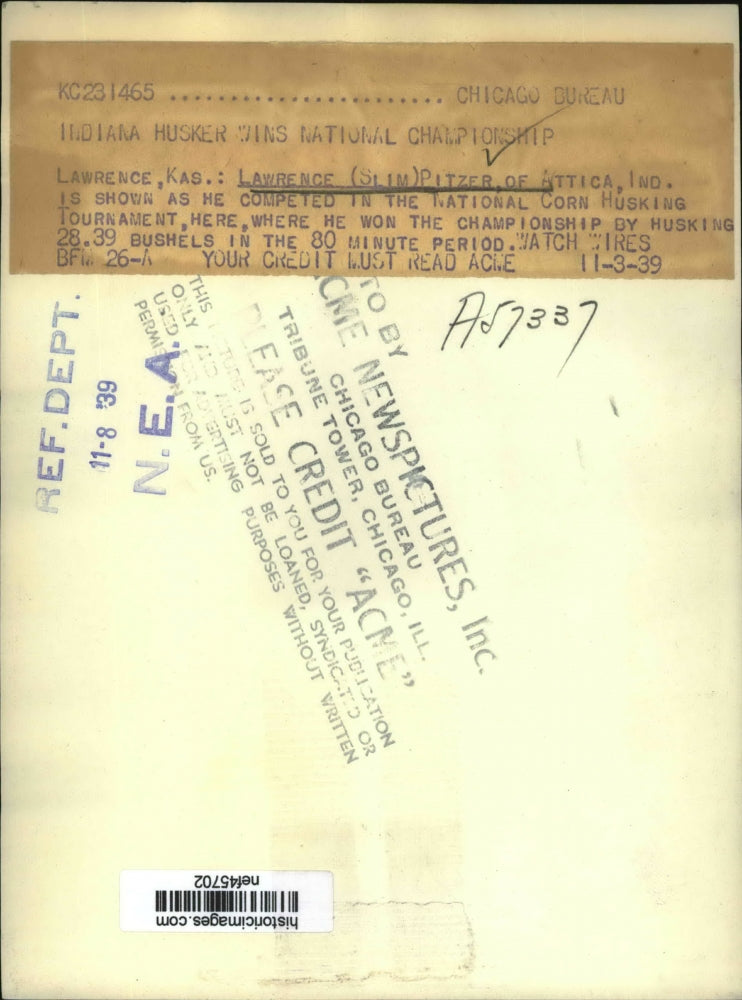 KC231465 ........................ CHICAGO BUREAU
INDIANA HUSKER WINS NATIONAL CHAMPIONSHIP
LAWRENCE, KAS.: LAWRENCE (SLIM) PITZER, OF ATTICA, IND.
IS SHOWN AS HE COMPETED IN THE NATIONAL CORN HUSKING
TOURNAMENT, HERE, WHERE HE WON THE CHAMPIONSHIP BY HUSKING
28.39 BUSHELS IN THE 80 MINUTE PERIOD. WATCH WIRES
BFM 26-A YOUR CREDIT MUST READ ACME 11-3-39
A57337
REF. DEPT.
11-8 '39
N.E.A.
TO BY
ACME NEWSPICTURES, Inc.
CHICAGO BUREAU
TRIBUNE TOWER, CHICAGO, ILL.
PLEASE CREDIT "ACME"
THIS PICTURE IS SOLD TO YOU FOR YOUR PUBLICATION
ONLY AND MUST NOT BE LOANED, SYNDICATED OR
USED FOR ADVERTISING PURPOSES WITHOUT WRITTEN
PERMISSION FROM US.
historicimages.com
nef45702